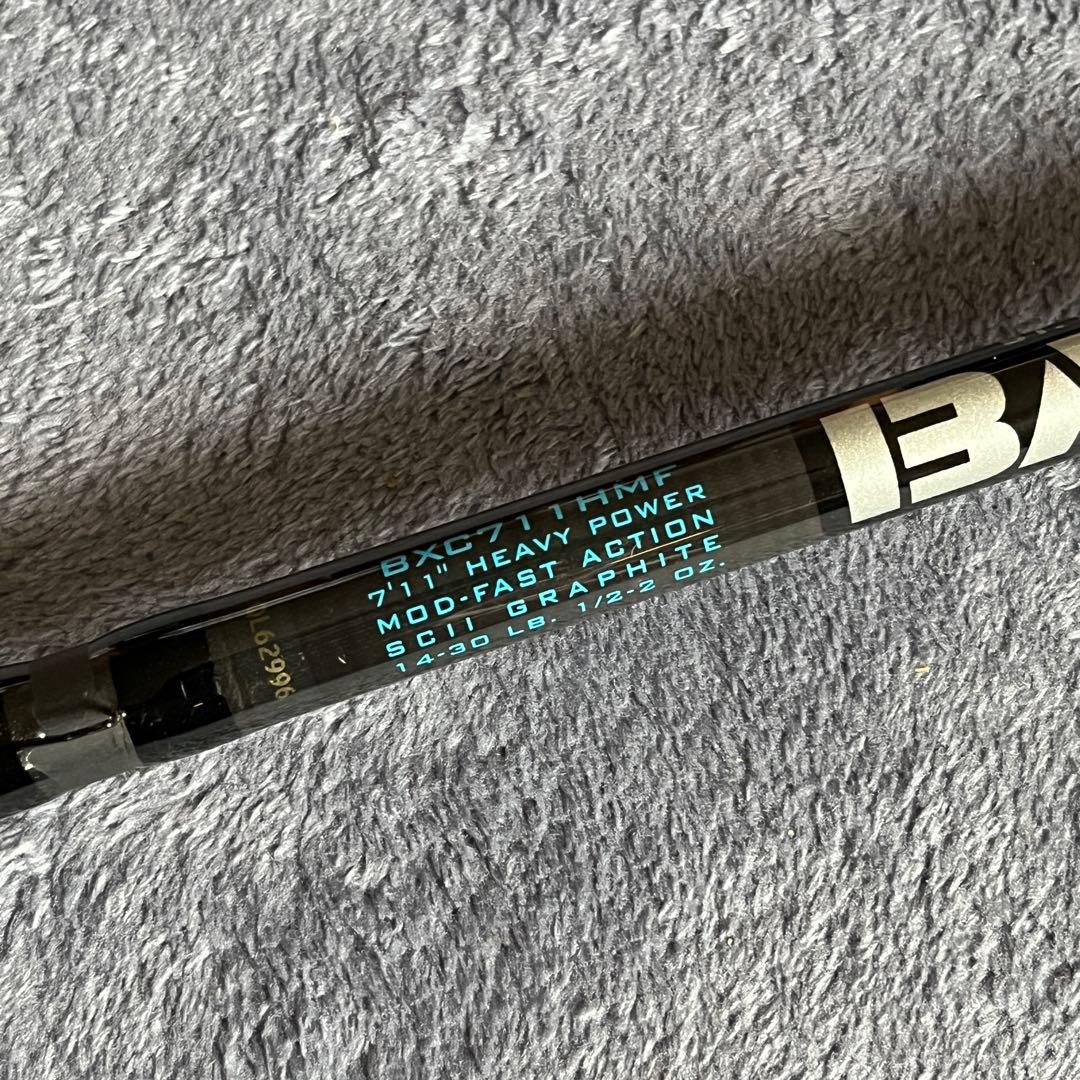 BXC711HMF
7'11" HEAVY POWER
MOD-FAST ACTION
SCII GRAPHITE
14-30 LB. 1/2-2 OZ.